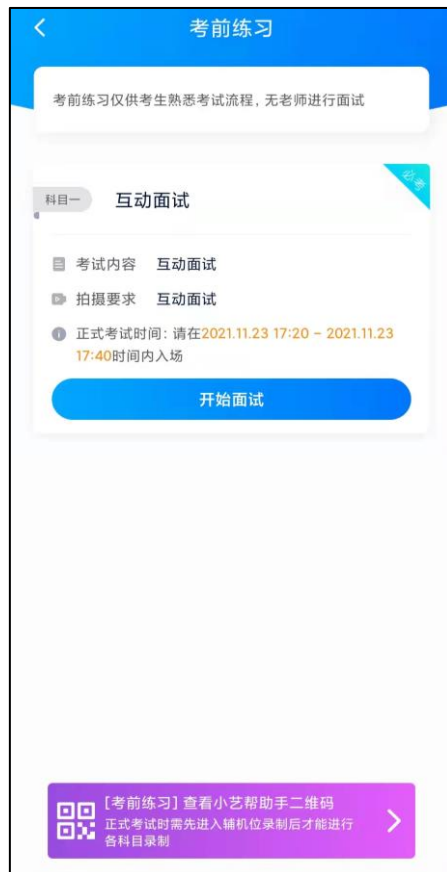 考前练习
考前练习仅供考生熟悉考试流程，无老师进行面试
必考
科目一
互动面试
考试内容 互动面试
拍摄要求 互动面试
正式考试时间：请在2021.11.23 17:20 - 2021.11.23
17:40时间内入场
开始面试
[考前练习] 查看小艺帮助手二维码
正式考试时需先进入辅机位录制后才能进行
各科目录制